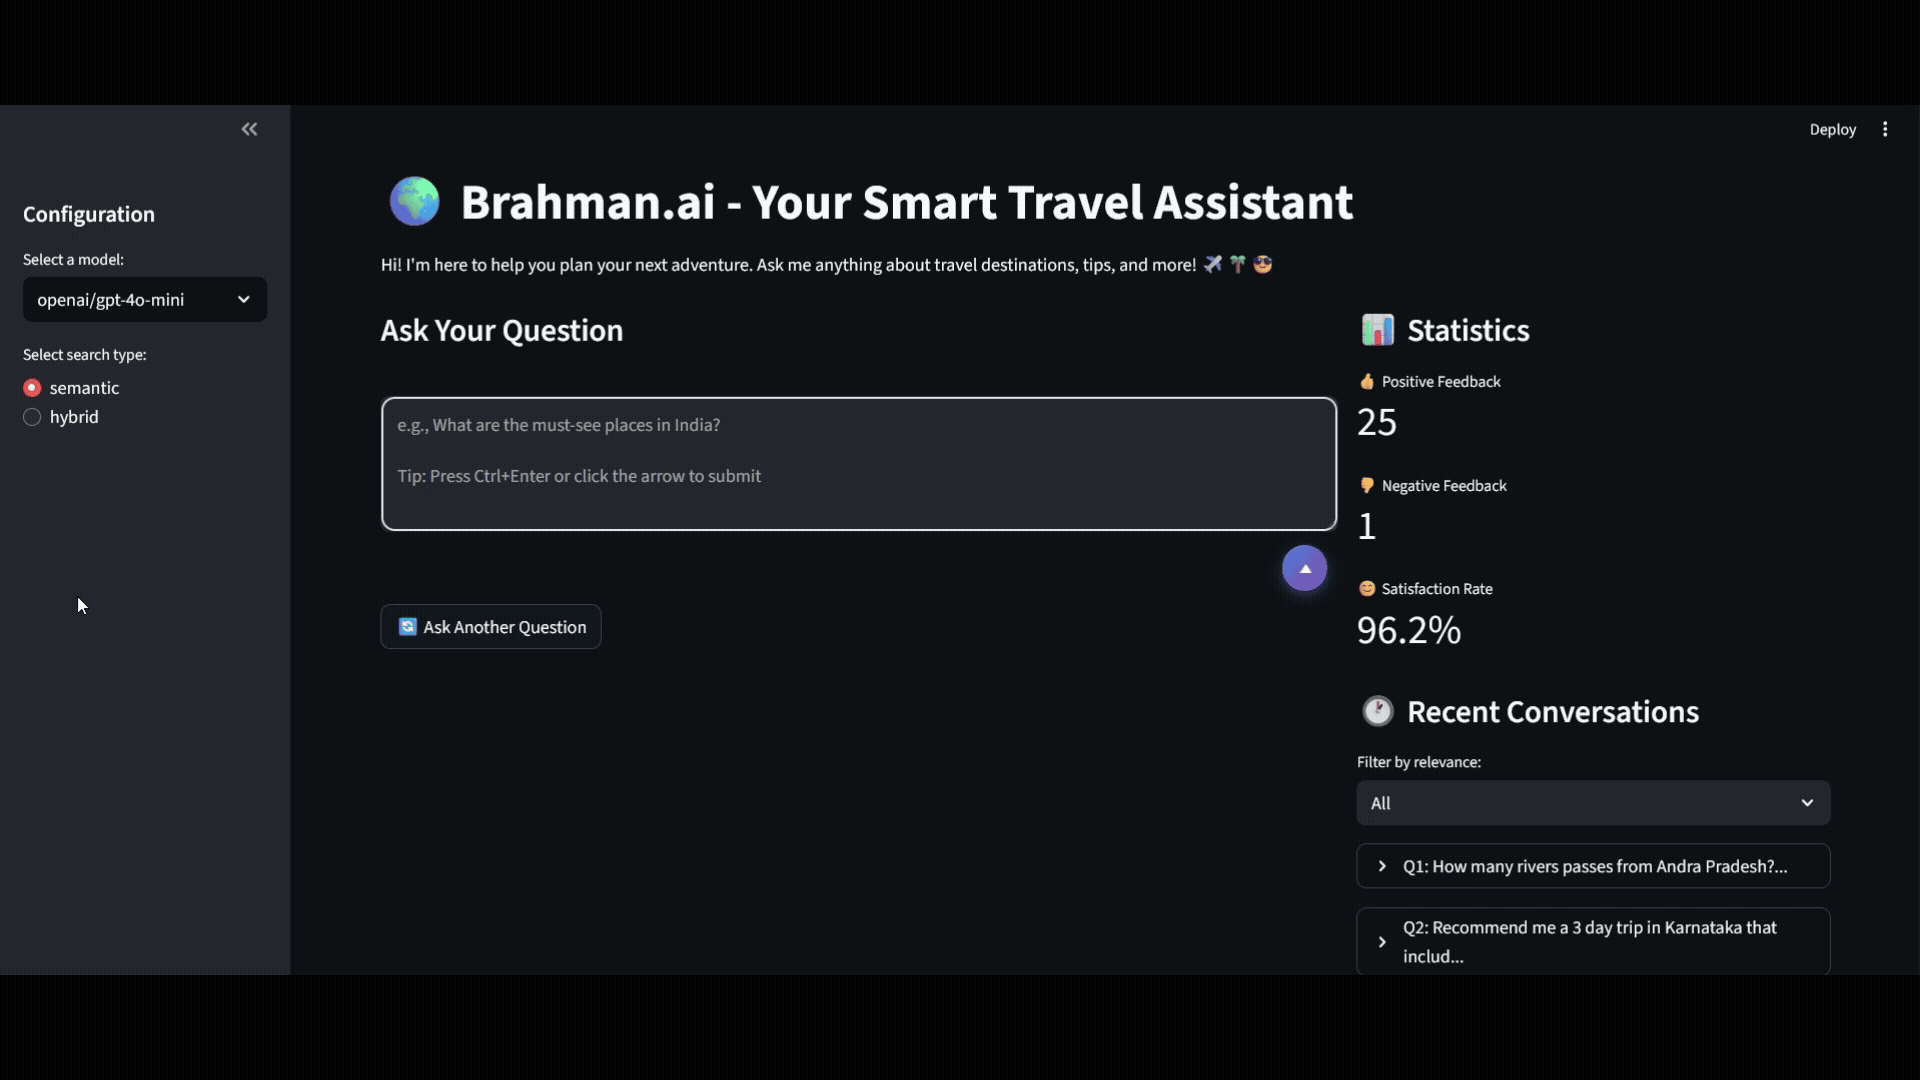 Deploy
Configuration
Select a model:
openai/gpt-4o-mini
Select search type:
semantic
hybrid
Brahman.ai - Your Smart Travel Assistant
Hi! I'm here to help you plan your next adventure. Ask me anything about travel destinations, tips, and more! ✈️ 🌴 😎
Ask Your Question
e.g., What are the must-see places in India?
Tip: Press Ctrl+Enter or click the arrow to submit
Ask Another Question
Statistics
👍 Positive Feedback
25
👎 Negative Feedback
1
😊 Satisfaction Rate
96.2%
Recent Conversations
Filter by relevance:
All
Q1: How many rivers passes from Andra Pradesh?...
Q2: Recommend me a 3 day trip in Karnataka that
includ...